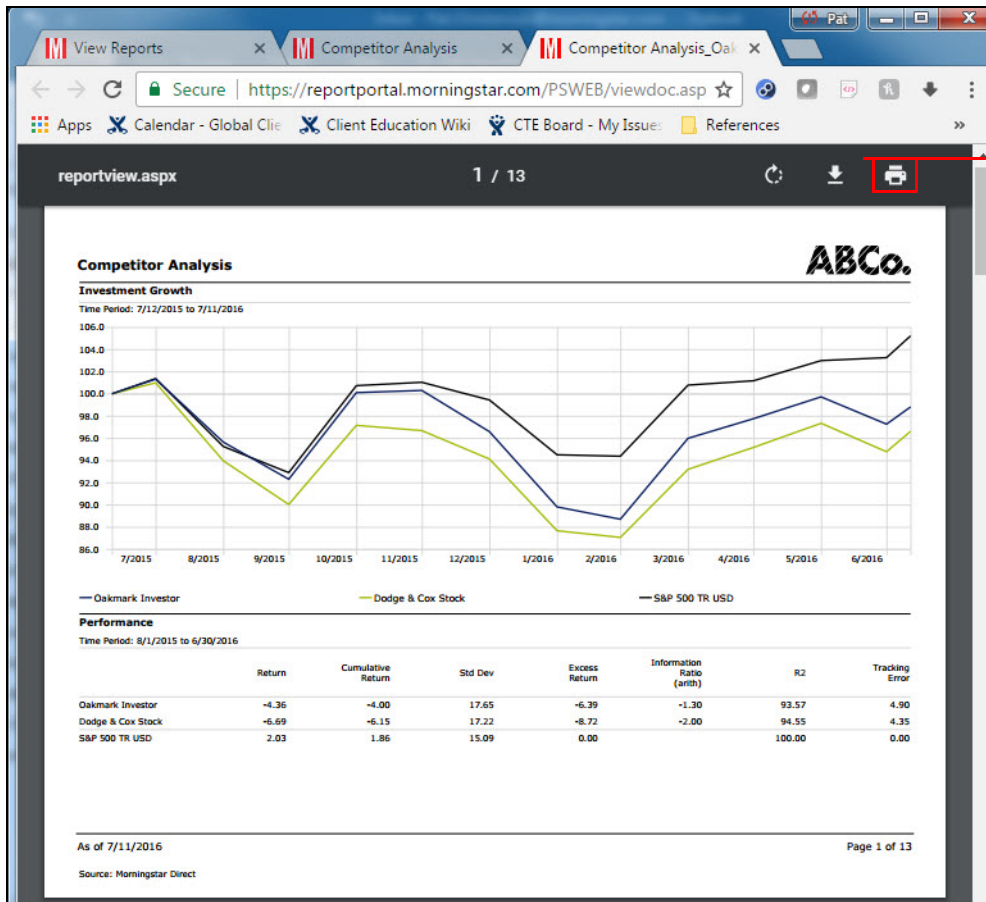 Pat
View Reports
Competitor Analysis
Competitor Analysis_Oak
Secure | https://reportportal.morningstar.com/PSWEB/viewdoc.asp
Apps Calendar - Global Clie Client Education Wiki CTE Board - My Issues References »
reportview.aspx 1 / 13
Competitor Analysis
ABCo.
Investment Growth
Time Period: 7/12/2015 to 7/11/2016
106.0
104.0
102.0
100.0
98.0
96.0
94.0
92.0
90.0
88.0
86.0
7/2015 8/2015 9/2015 10/2015 11/2015 12/2015 1/2016 2/2016 3/2016 4/2016 5/2016 6/2016
Oakmark Investor Dodge & Cox Stock S&P 500 TR USD
Performance
Time Period: 8/1/2015 to 6/30/2016
Return Cumulative Return Std Dev Excess Return Information Ratio (arith) R2 Tracking Error
Oakmark Investor -4.36 -4.00 17.65 -6.39 -1.30 93.57 4.90
Dodge & Cox Stock -6.69 -6.15 17.22 -8.72 -2.00 94.55 4.35
S&P 500 TR USD 2.03 1.86 15.09 0.00 100.00 0.00
As of 7/11/2016 Page 1 of 13
Source: Morningstar Direct